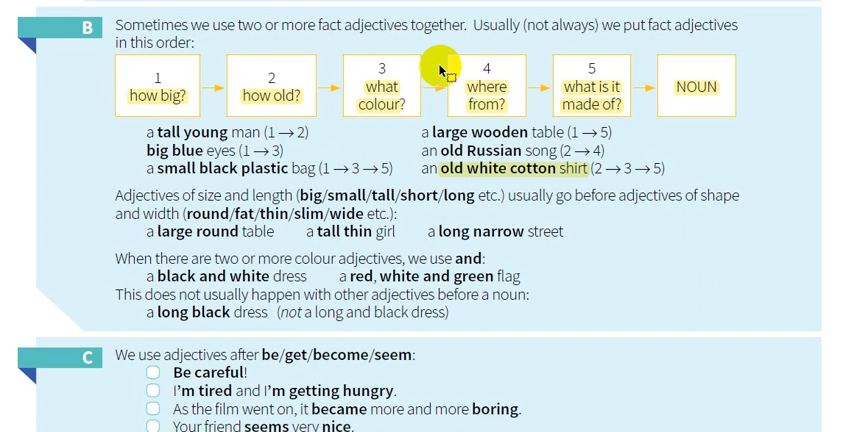 B
Sometimes we use two or more fact adjectives together. Usually (not always) we put fact adjectives
in this order:
1
how big?
2
how old?
3
what
colour?
4
where
from?
5
what is it
made of?
NOUN
a tall young man (1 → 2)
big blue eyes (1 → 3)
a small black plastic bag (1 → 3 → 5)
a large wooden table (1 → 5)
an old Russian song (2 → 4)
an old white cotton shirt (2 → 3 → 5)
Adjectives of size and length (big/small/tall/short/long etc.) usually go before adjectives of shape
and width (round/fat/thin/slim/wide etc.):
a large round table a tall thin girl a long narrow street
When there are two or more colour adjectives, we use and:
a black and white dress a red, white and green flag
This does not usually happen with other adjectives before a noun:
a long black dress (not a long and black dress)
C
We use adjectives after be/get/become/seem:
Be careful!
I'm tired and I'm getting hungry.
As the film went on, it became more and more boring.
Your friend seems very nice.